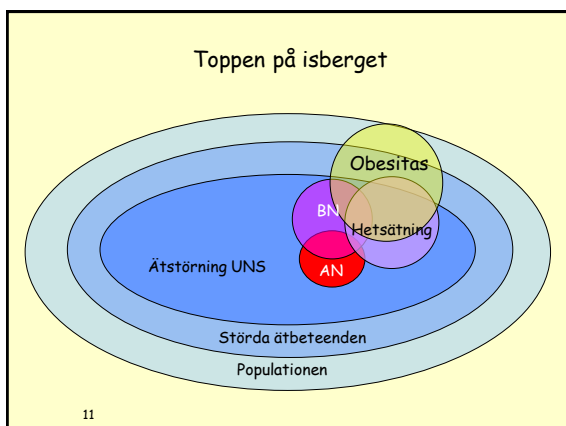 Toppen på isberget
Obesitas
BN
Hetsätning
Ätstörning UNS
AN
Störda ätbeteenden
Populationen
11